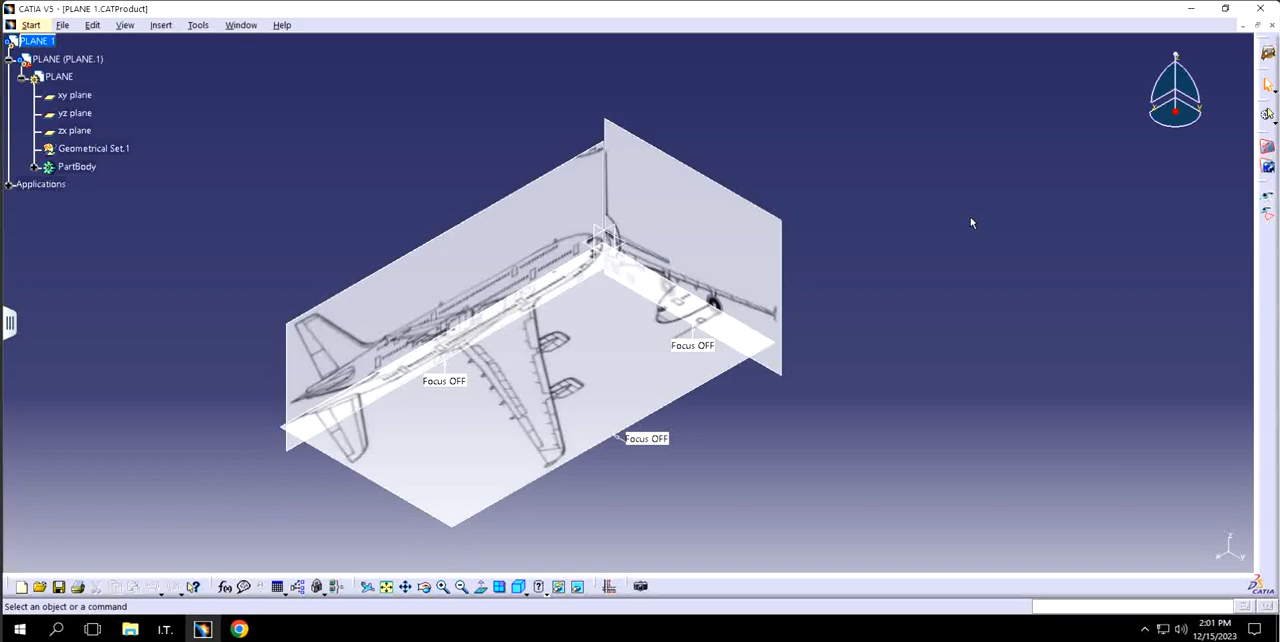 CATIA V5 - [PLANE 1.CATProduct]
Start File Edit View Insert Tools Window Help
PLANE 1
PLANE (PLANE.1)
PLANE
xy plane
yz plane
zx plane
Geometrical Set.1
PartBody
Applications
Focus OFF
Focus OFF
Focus OFF
Select an object or a command
CATIA
I.T.
2:01 PM
12/15/2023